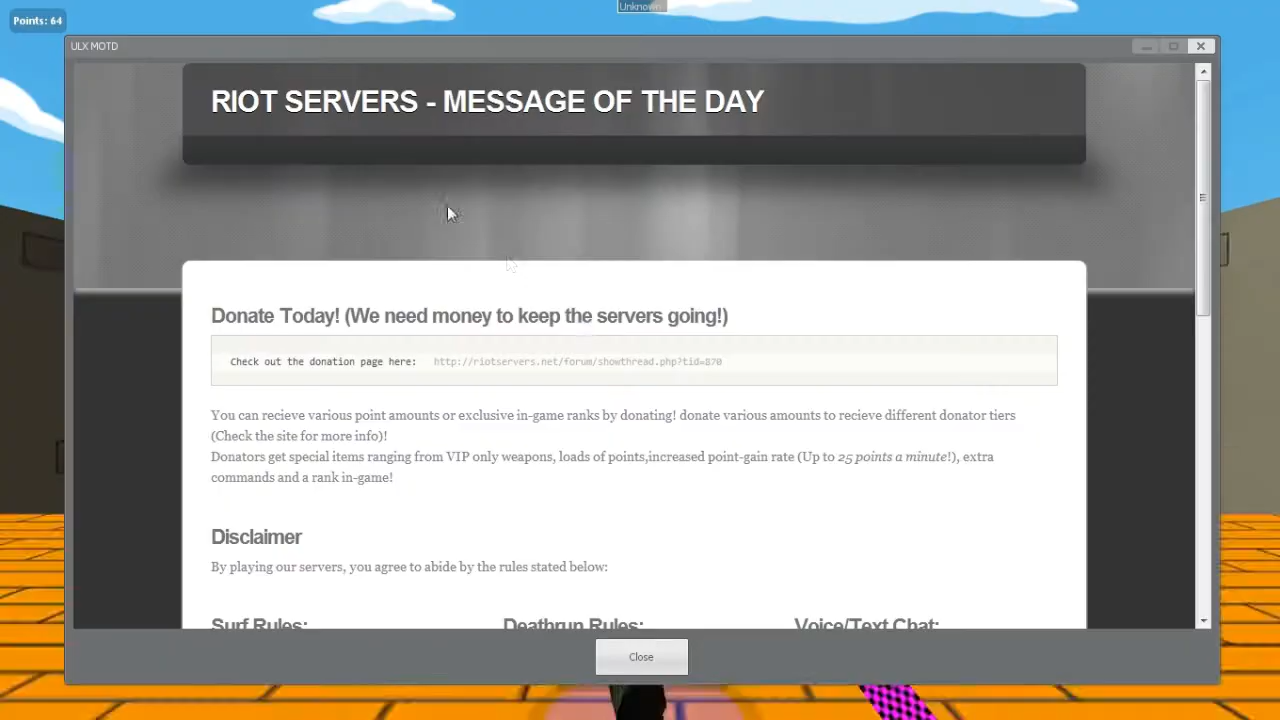 Points: 64
Unknown
ULX MOTD
RIOT SERVERS - MESSAGE OF THE DAY
Donate Today! (We need money to keep the servers going!)
Check out the donation page here: http://riotservers.net/forum/showthread.php?tid=870
You can recieve various point amounts or exclusive in-game ranks by donating! donate various amounts to recieve different donator tiers
(Check the site for more info)!
Donators get special items ranging from VIP only weapons, loads of points,increased point-gain rate (Up to 25 points a minute!), extra
commands and a rank in-game!
Disclaimer
By playing our servers, you agree to abide by the rules stated below:
Surf Rules: Deathrun Rules: Voice/Text Chat:
Close